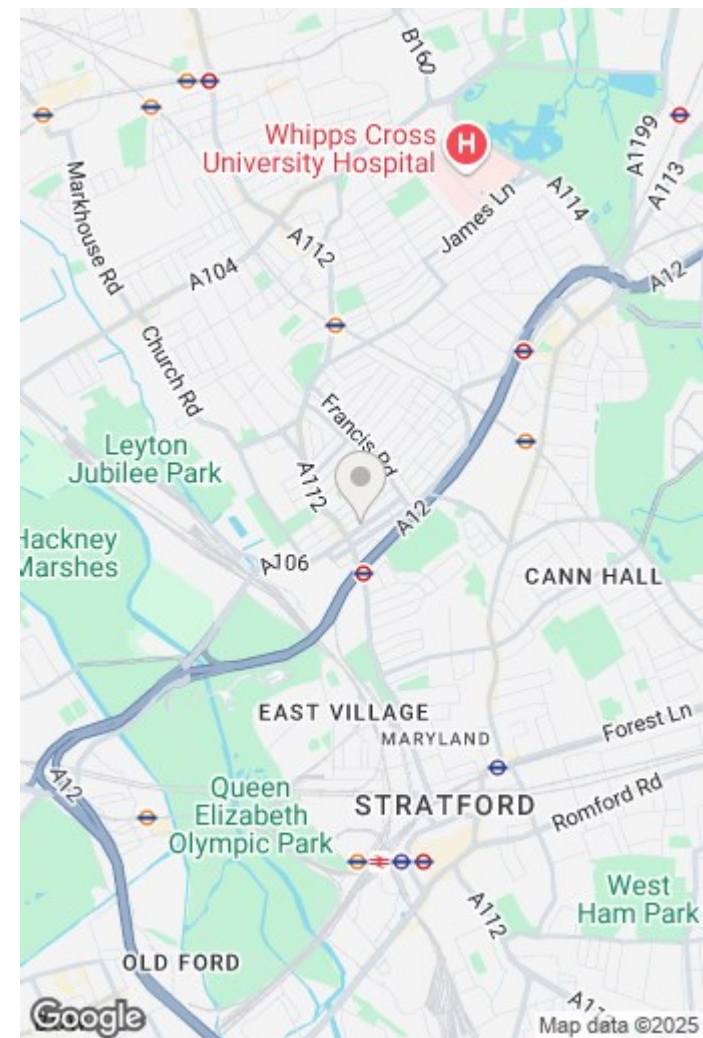 B160
Whipps Cross
University Hospital
H
A1199
A113
A114
James Ln
Markhouse Rd
A112
A104
A12
Church Rd
Francis Rd
Leyton
Jubilee Park
A112
A12
Hackney
Marshes
A106
CANN HALL
EAST VILLAGE
MARYLAND
Forest Ln
A12
Queen
Elizabeth
Olympic Park
STRATFORD
Romford Rd
West
Ham Park
A112
OLD FORD
Google
Map data ©2025